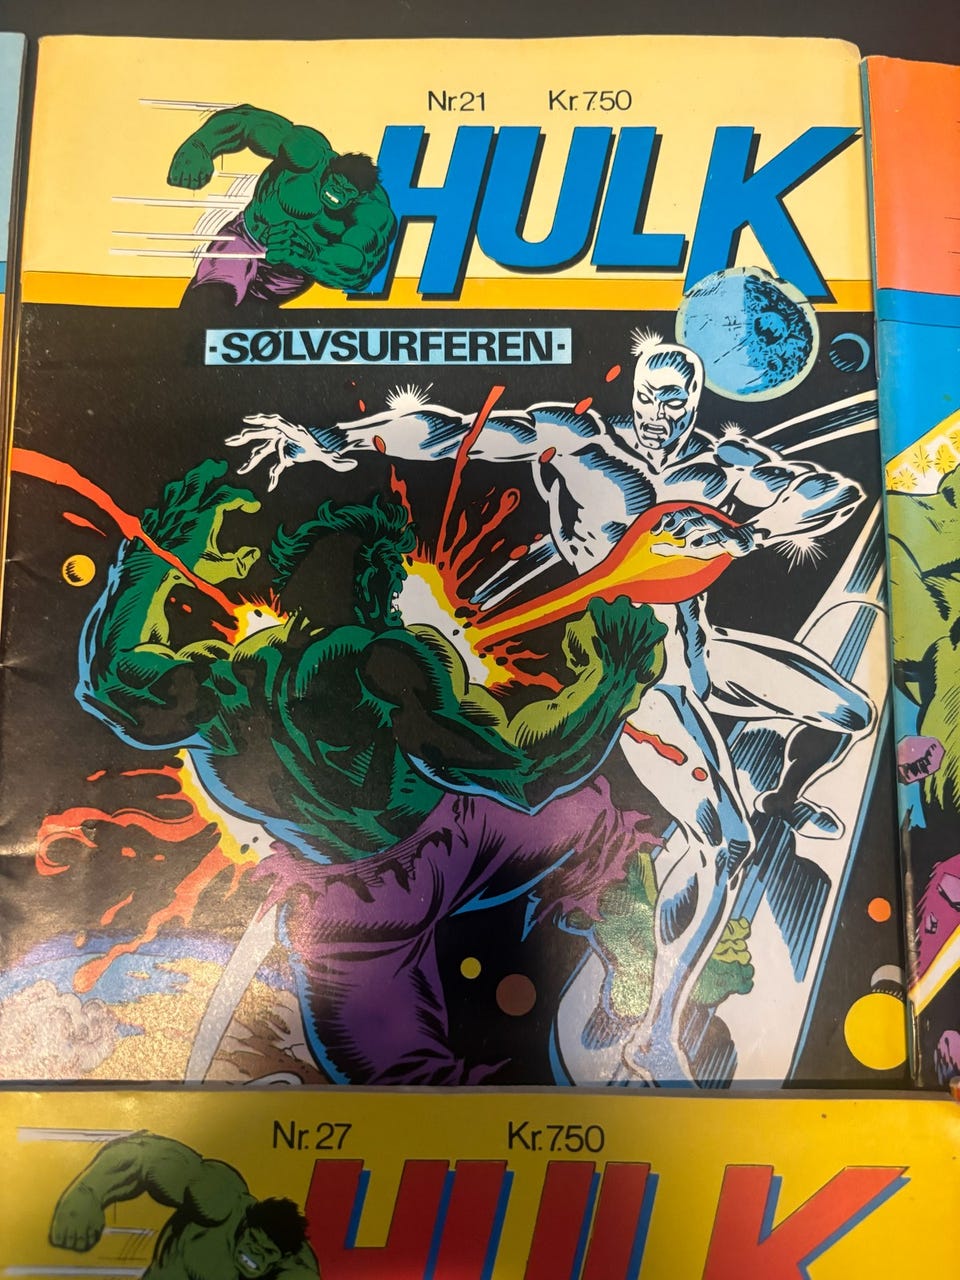 Nr.21 Kr.7.50
HULK
·SØLVSURFEREN·
Nr.27 Kr.7.50
HULK